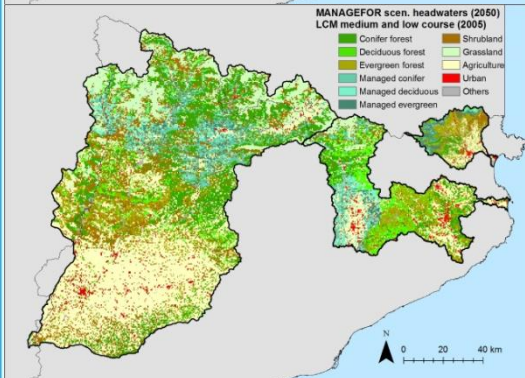 MANAGEFOR scen. headwaters (2050)
LCM medium and low course (2005)
Conifer forest
Deciduous forest
Evergreen forest
Managed conifer
Managed deciduous
Managed evergreen
Shrubland
Grassland
Agriculture
Urban
Others
N
0 20 40 km